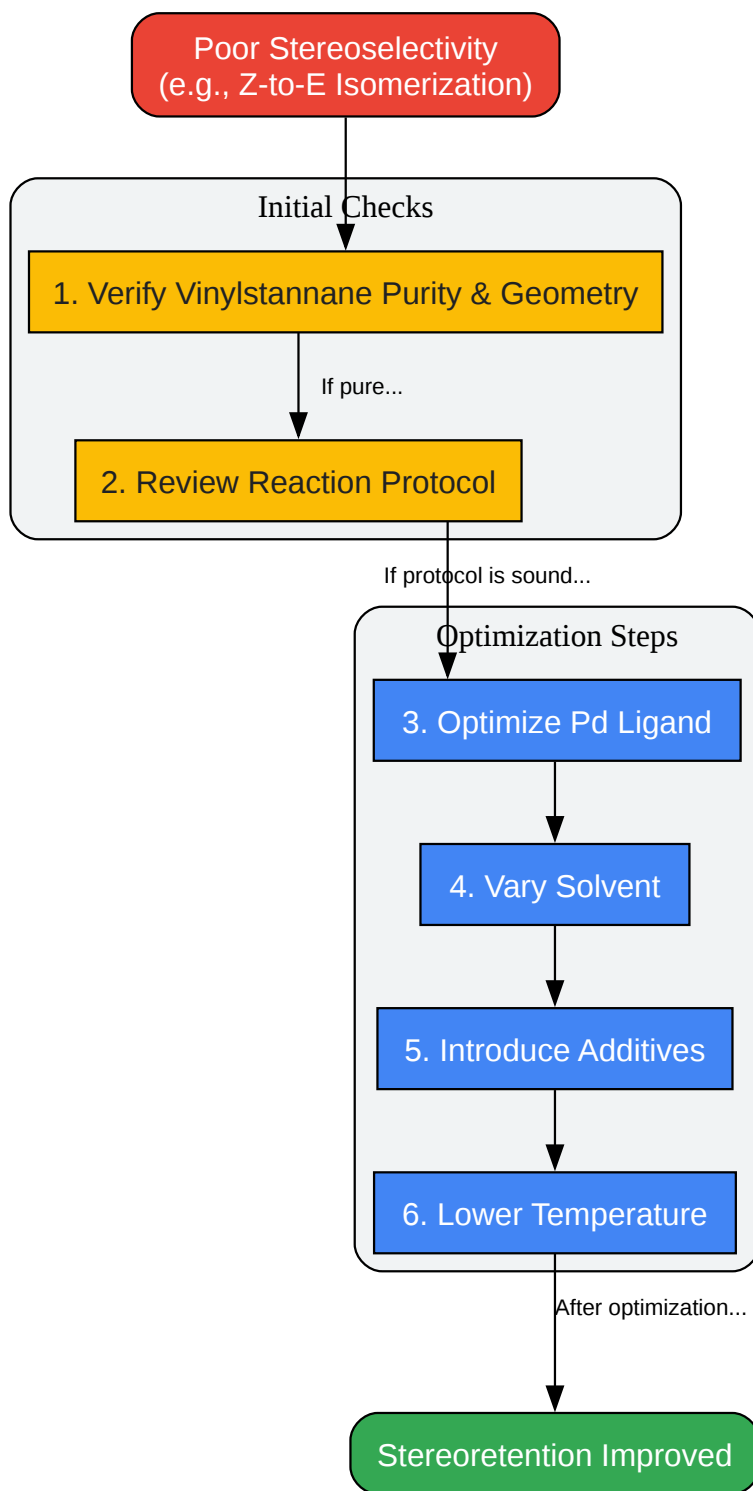 Poor Stereoselectivity
(e.g., Z-to-E Isomerization)
Initial Checks
1. Verify Vinylstannane Purity & Geometry
If pure...
2. Review Reaction Protocol
If protocol is sound...
Optimization Steps
3. Optimize Pd Ligand
4. Vary Solvent
5. Introduce Additives
6. Lower Temperature
After optimization...
Stereoretention Improved